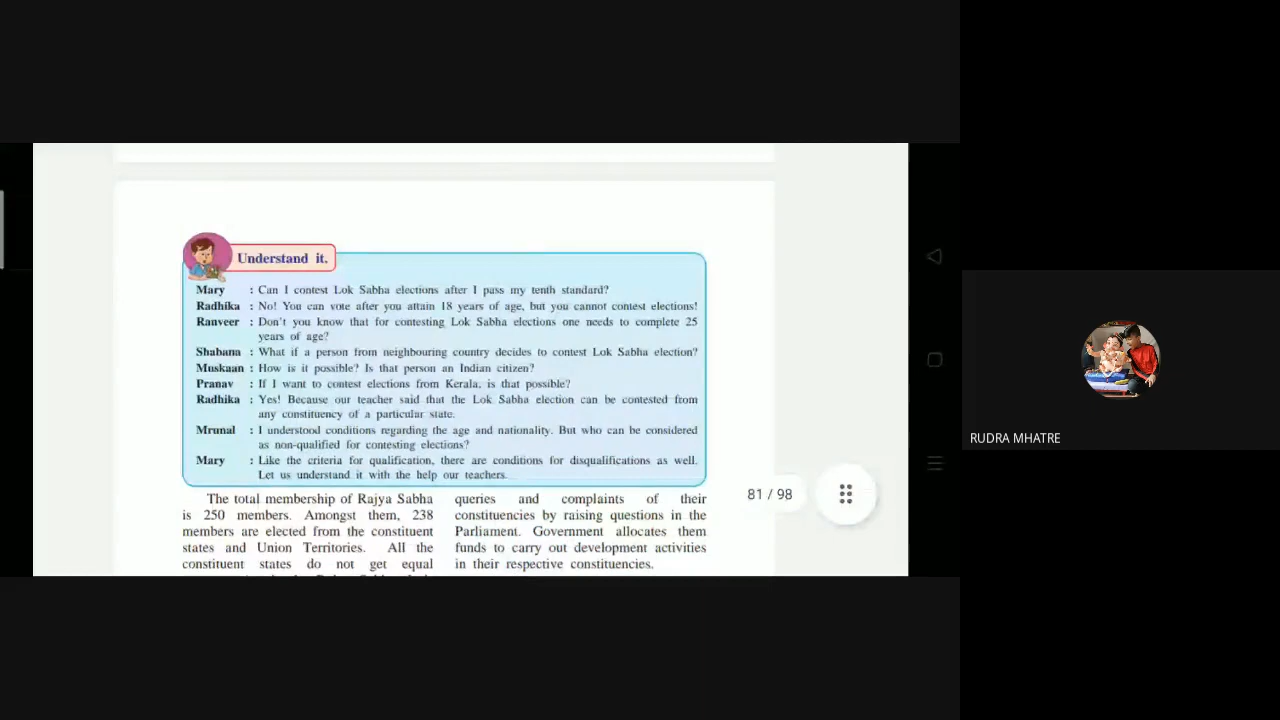 Understand it.
Mary : Can I contest Lok Sabha elections after I pass my tenth standard?
Radhika : No! You can vote after you attain 18 years of age, but you cannot contest elections!
Ranveer : Don't you know that for contesting Lok Sabha elections one needs to complete 25
years of age?
Shabana : What if a person from neighbouring country decides to contest Lok Sabha election?
Muskaan : How is it possible? Is that person an Indian citizen?
Pranav : If I want to contest elections from Kerala, is that possible?
Radhika : Yes! Because our teacher said that the Lok Sabha election can be contested from
any constituency of a particular state.
Mrunal : I understood conditions regarding the age and nationality. But who can be considered
as non-qualified for contesting elections?
Mary : Like the criteria for qualification, there are conditions for disqualifications as well.
Let us understand it with the help our teachers.
The total membership of Rajya Sabha
is 250 members. Amongst them, 238
members are elected from the constituent
states and Union Territories. All the
constituent states do not get equal
queries and complaints of their
constituencies by raising questions in the
Parliament. Government allocates them
funds to carry out development activities
in their respective constituencies.
81 / 98
RUDRA MHATRE